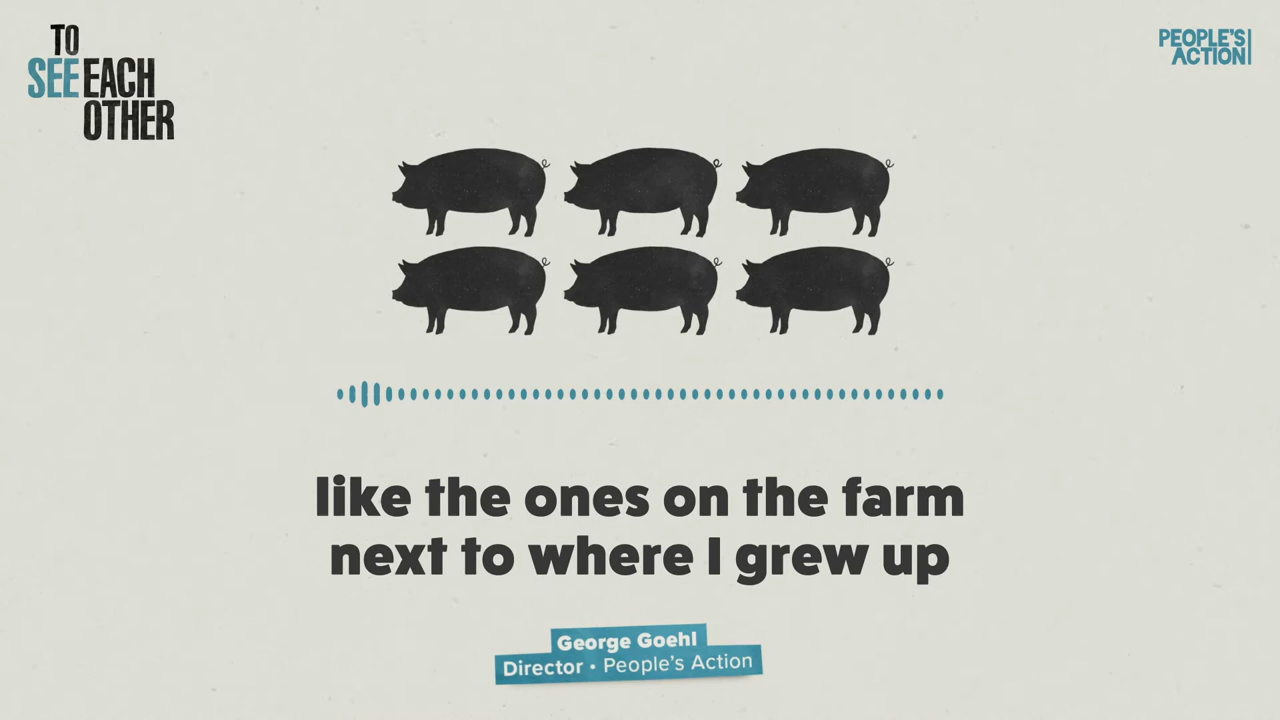 TO
SEE EACH
OTHER
PEOPLE'S
ACTION
like the ones on the farm
next to where I grew up
George Goehl
Director • People's Action